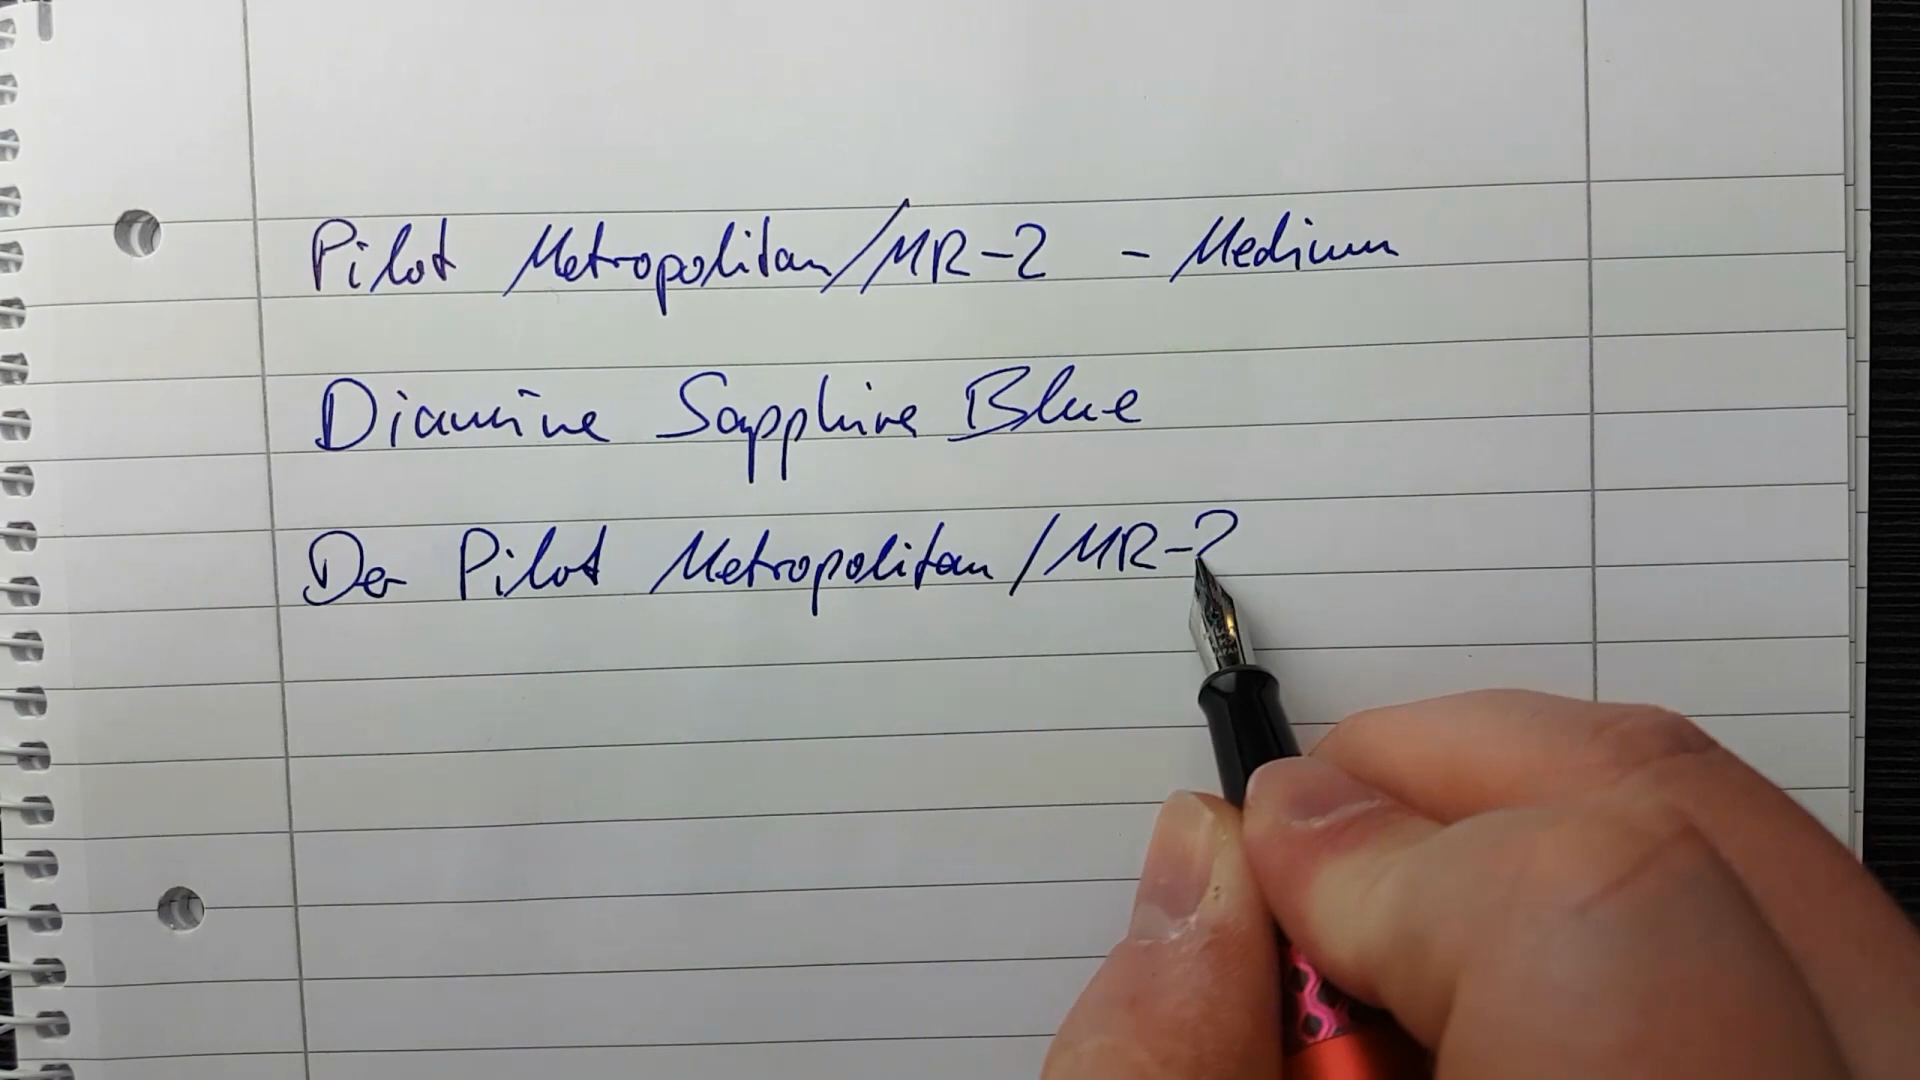 Pilot Metropolitan/MR-2 - Medium
Diamine Sapphire Blue
Der Pilot Metropolitan/MR-2